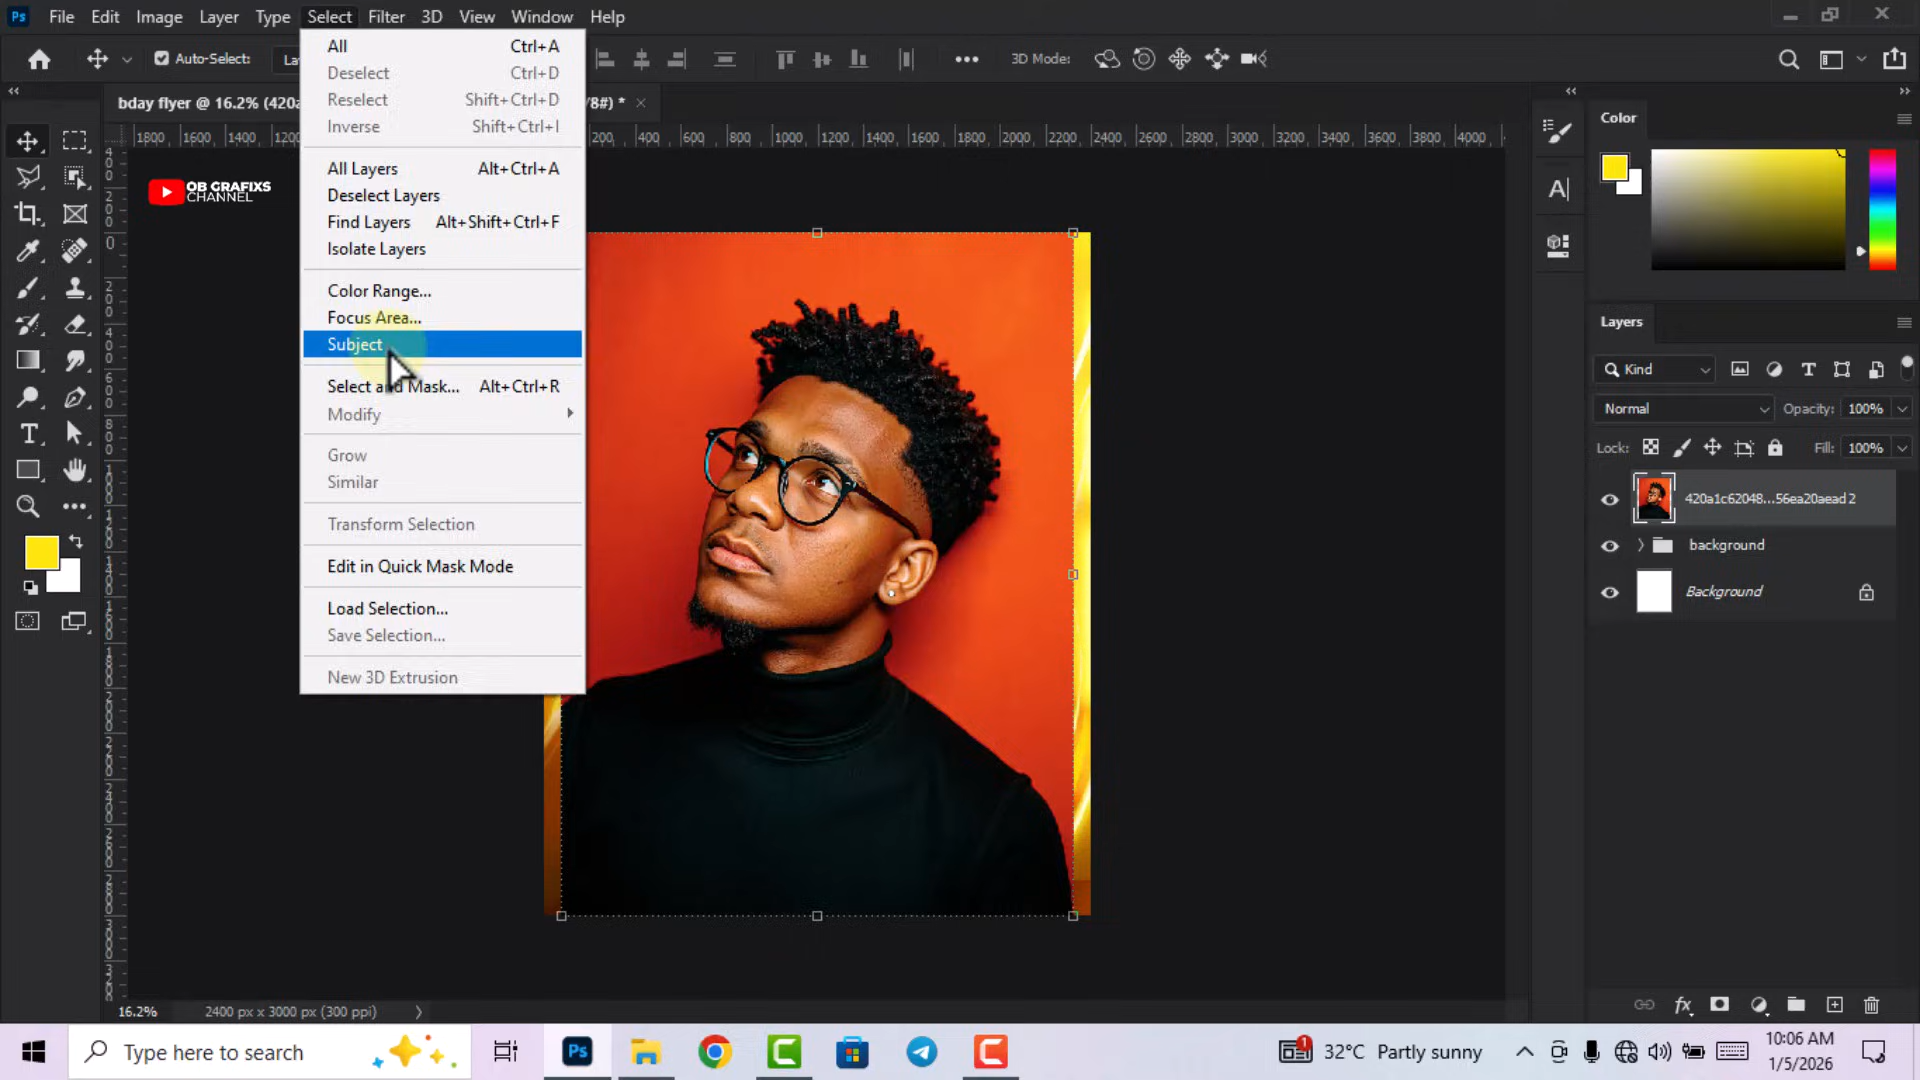 Ps File Edit Image Layer Type Select Filter 3D View Window Help
Auto-Select: 3D Mode:
bday flyer @ 16.2% (420a /8#) *
All Ctrl+A
Deselect Ctrl+D
Reselect Shift+Ctrl+D
Inverse Shift+Ctrl+I
All Layers Alt+Ctrl+A
Deselect Layers
Find Layers Alt+Shift+Ctrl+F
Isolate Layers
Color Range...
Focus Area...
Subject
Select and Mask... Alt+Ctrl+R
Modify
Grow
Similar
Transform Selection
Edit in Quick Mask Mode
Load Selection...
Save Selection...
New 3D Extrusion
1800 1600 1400 1200 200 400 600 800 1000 1200 1400 1600 1800 2000 2200 2400 2600 2800 3000 3200 3400 3600 3800 4000
OB GRAFIXS
CHANNEL
Color
Layers
Kind
Normal Opacity: 100%
Lock: Fill: 100%
420a1c62048...56ea20aead 2
background
Background
16.2% 2400 px x 3000 px (300 ppi)
Type here to search
Ps
1
32°C Partly sunny
10:06 AM
1/5/2026